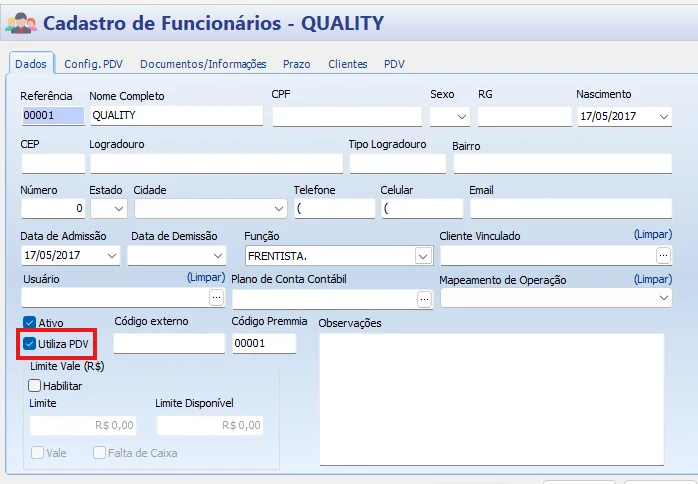 Cadastro de Funcionários - QUALITY
Dados Config. PDV Documentos/Informações Prazo Clientes PDV
Referência Nome Completo CPF Sexo RG Nascimento
00001 QUALITY 17/05/2017
CEP Logradouro Tipo Logradouro Bairro
Número Estado Cidade Telefone Celular Email
0 ( (
Data de Admissão Data de Demissão Função Cliente Vinculado (Limpar)
17/05/2017 FRENTISTA. ...
Usuário (Limpar) Plano de Conta Contábil Mapeamento de Operação (Limpar)
... ...
Ativo Código externo Código Premmia Observações
Utiliza PDV 00001
Limite Vale (R$)
Habilitar
Limite Limite Disponível
R$ 0,00 R$ 0,00
Vale Falta de Caixa